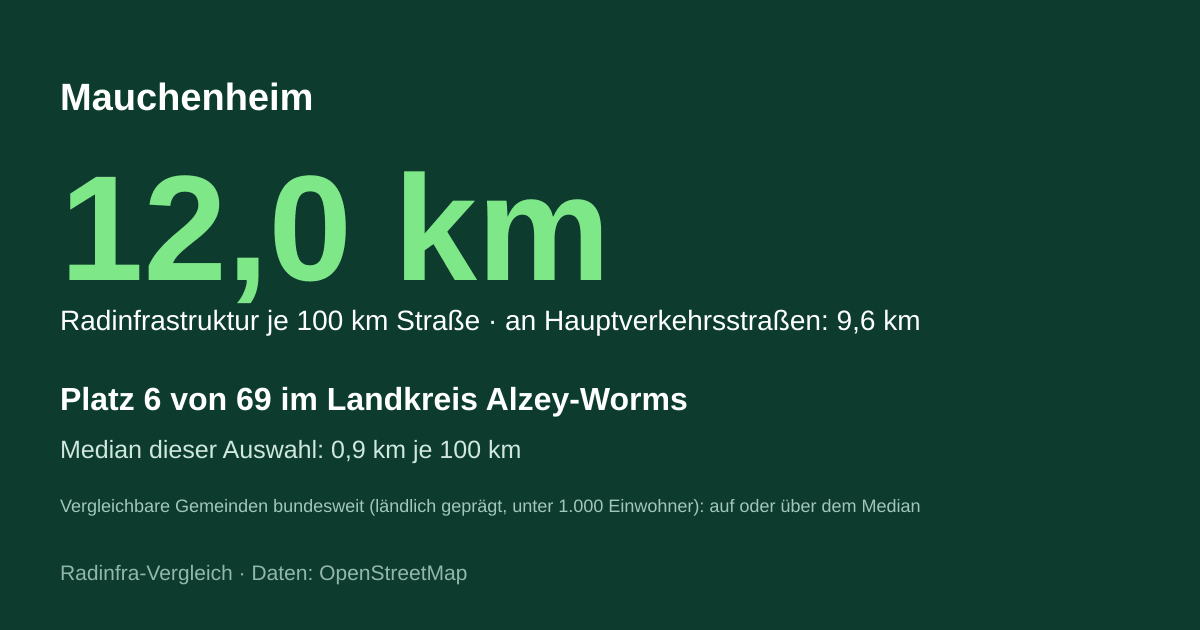 Mauchenheim
12,0 km
Radinfrastruktur je 100 km Straße · an Hauptverkehrsstraßen: 9,6 km
Platz 6 von 69 im Landkreis Alzey-Worms
Median dieser Auswahl: 0,9 km je 100 km
Vergleichbare Gemeinden bundesweit (ländlich geprägt, unter 1.000 Einwohner): auf oder über dem Median
Radinfra-Vergleich · Daten: OpenStreetMap